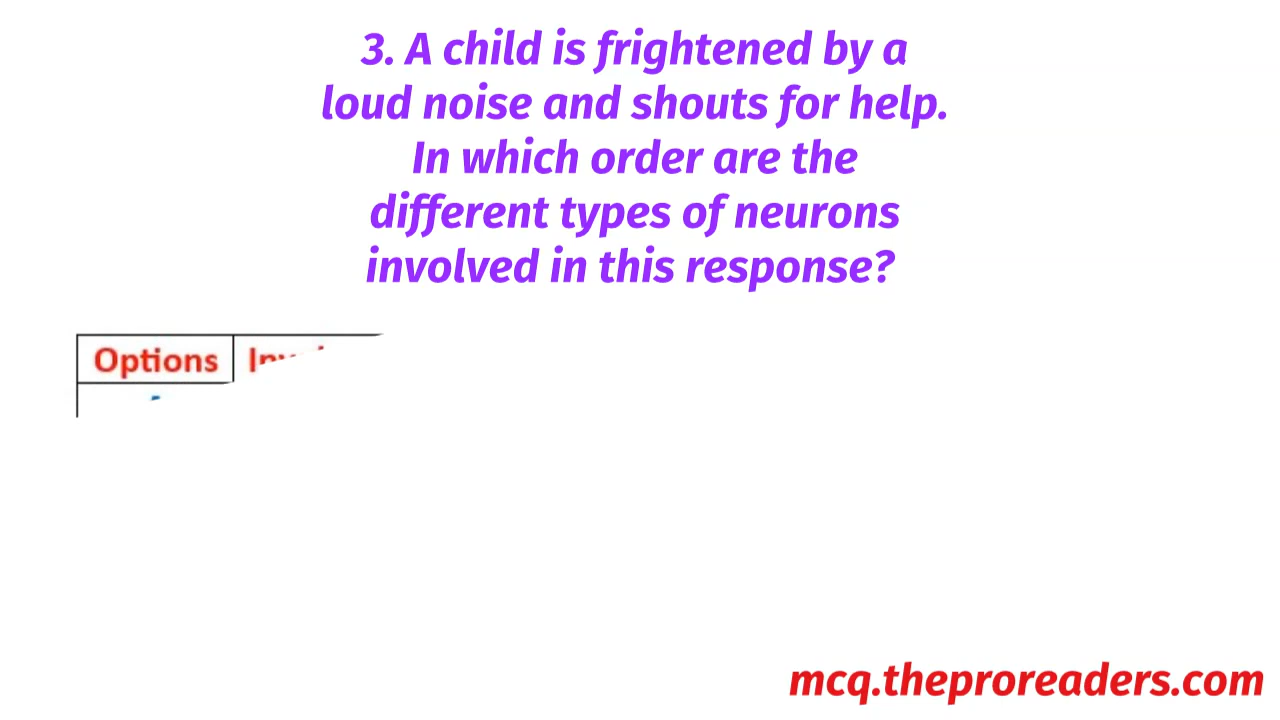 3. A child is frightened by a
loud noise and shouts for help.
In which order are the
different types of neurons
involved in this response?
Options
mcq.theproreaders.com